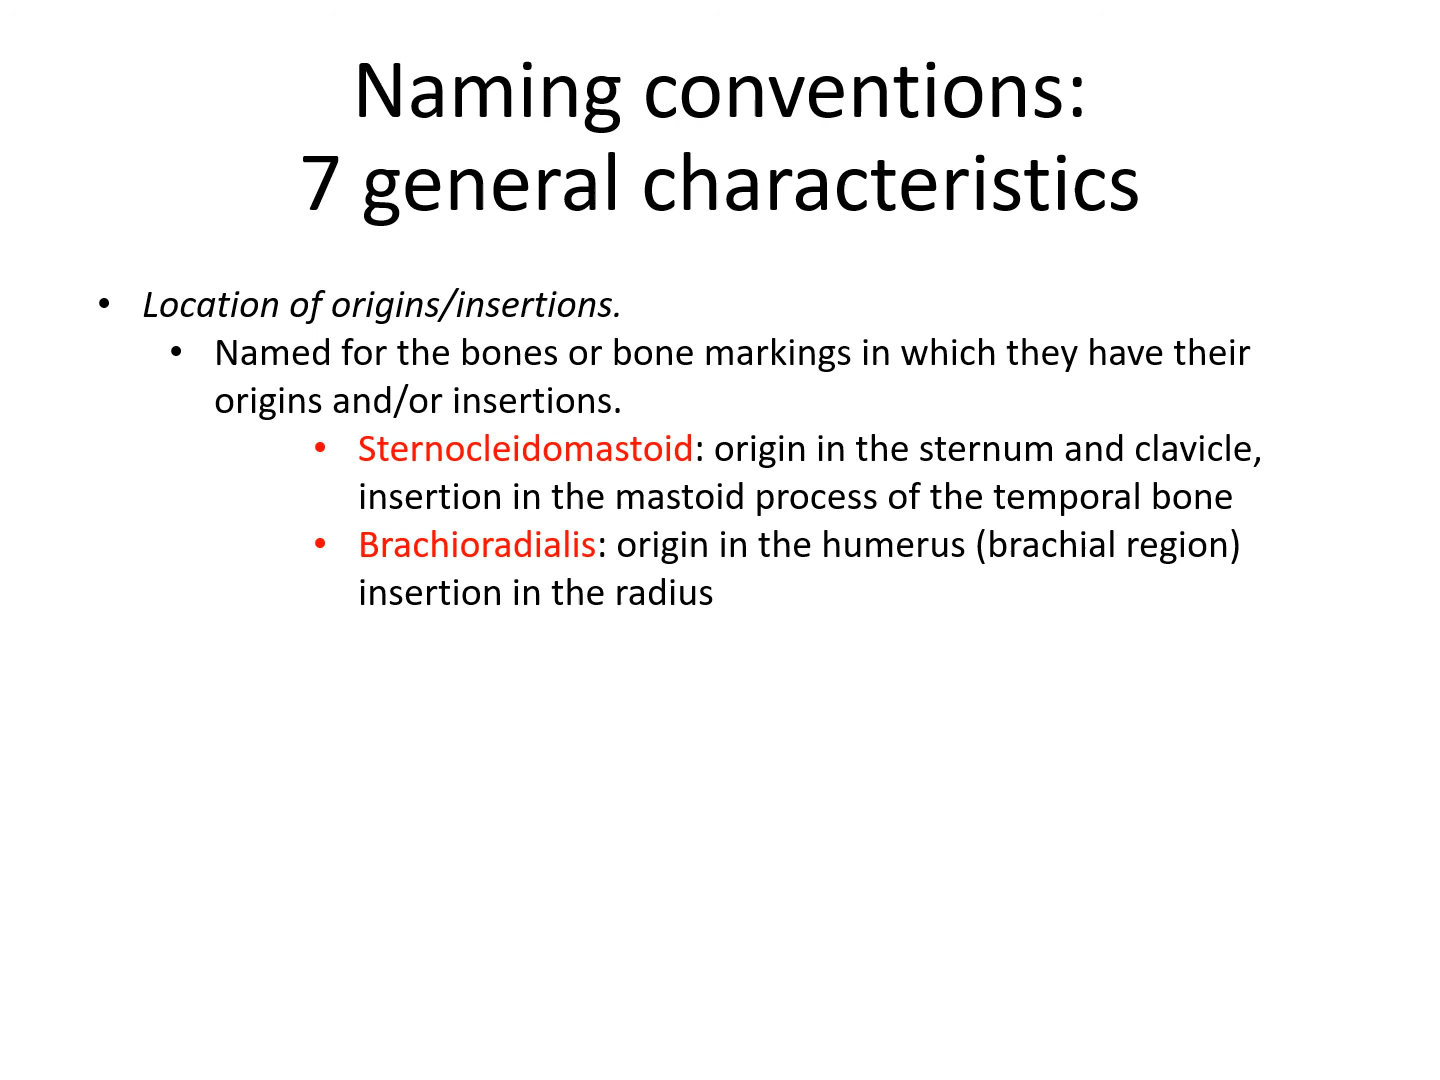 Naming conventions:
7 general characteristics
• Location of origins/insertions.
• Named for the bones or bone markings in which they have their
origins and/or insertions.
• Sternocleidomastoid: origin in the sternum and clavicle,
insertion in the mastoid process of the temporal bone
• Brachioradialis: origin in the humerus (brachial region)
insertion in the radius